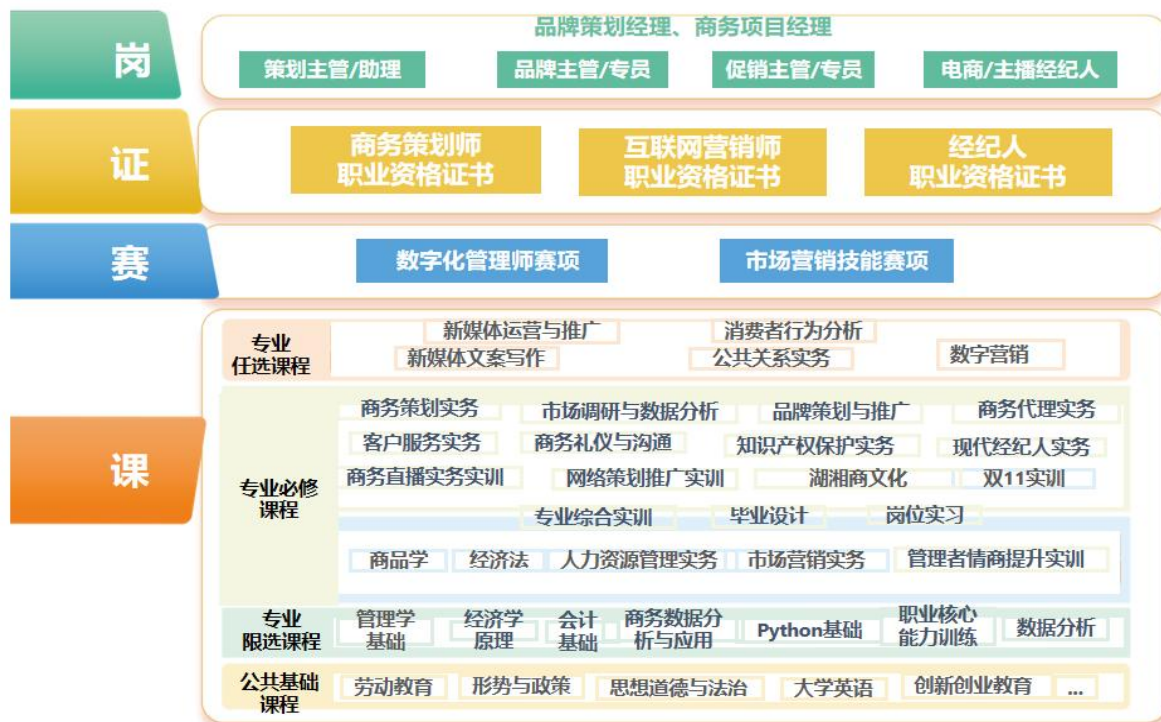 岗
品牌策划经理、商务项目经理
策划主管/助理 品牌主管/专员 促销主管/专员 电商/主播经纪人
证
商务策划师 互联网营销师 经纪人
职业资格证书 职业资格证书 职业资格证书
赛
数字化管理师赛项 市场营销技能赛项
课
专业
任选课程
新媒体运营与推广 消费者行为分析
新媒体文案写作 公共关系实务 数字营销
专业必修
课程
商务策划实务 市场调研与数据分析 品牌策划与推广 商务代理实务
客户服务实务 商务礼仪与沟通 知识产权保护实务 现代经纪人实务
商务直播实务实训 网络策划推广实训 湖湘商文化 双11实训
专业综合实训 毕业设计 岗位实习
商品学 经济法 人力资源管理实务 市场营销实务 管理者情商提升实训
专业
限选课程
管理学
基础
经济学
原理
会计
基础
商务数据分
析与应用
Python基础
职业核心
能力训练
数据分析
公共基础
课程
劳动教育 形势与政策 思想道德与法治 大学英语 创新创业教育 ...